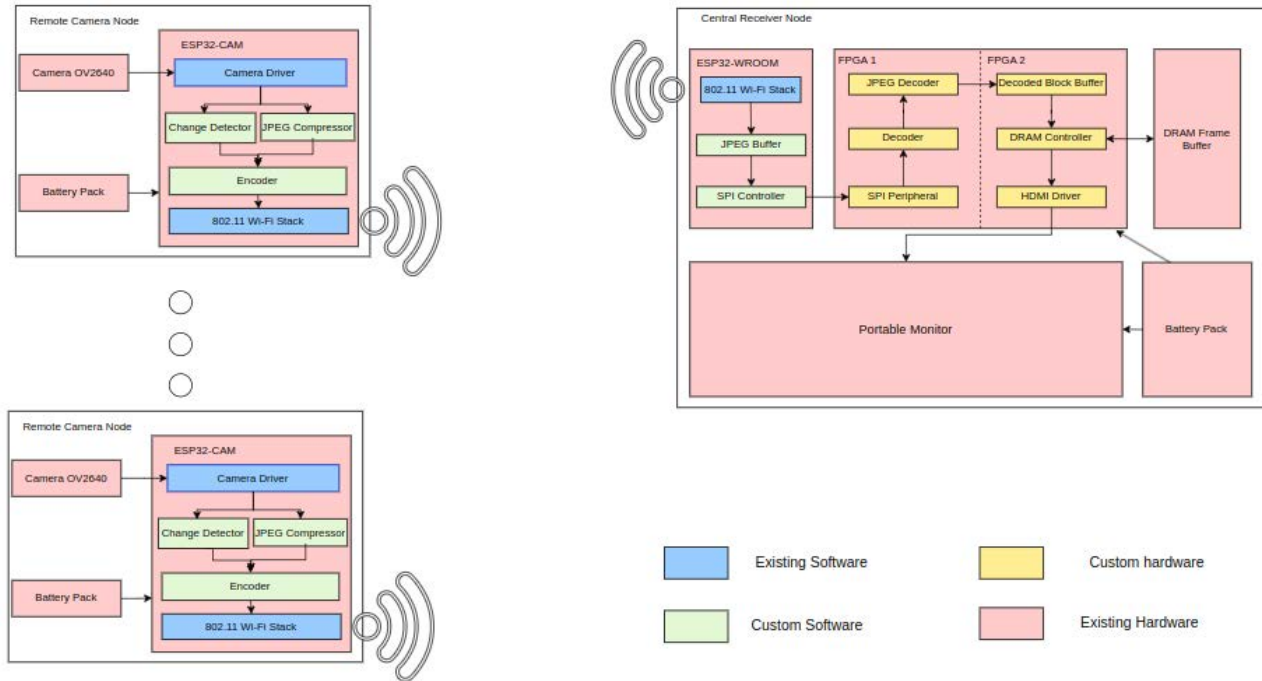 Remote Camera Node
ESP32-CAM
Camera OV2640
Camera Driver
Change Detector
JPEG Compressor
Battery Pack
Encoder
802.11 Wi-Fi Stack
Central Receiver Node
ESP32-WROOM
802.11 Wi-Fi Stack
JPEG Buffer
SPI Controller
FPGA 1
JPEG Decoder
Decoder
SPI Peripheral
FPGA 2
Decoded Block Buffer
DRAM Controller
HDMI Driver
DRAM Frame
Buffer
Portable Monitor
Battery Pack
Remote Camera Node
ESP32-CAM
Camera OV2640
Camera Driver
Change Detector
JPEG Compressor
Battery Pack
Encoder
802.11 Wi-Fi Stack
Existing Software
Custom hardware
Custom Software
Existing Hardware